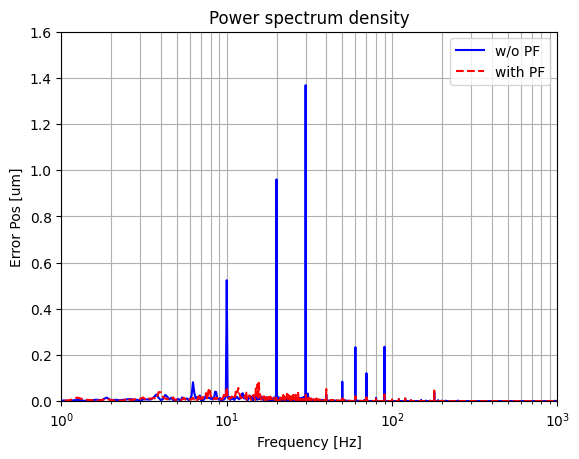 Power spectrum density
1.6
1.4
1.2
1.0
0.8
0.6
0.4
0.2
0.0
Error Pos [um]
w/o PF
with PF
10⁰
10¹
10²
10³
Frequency [Hz]